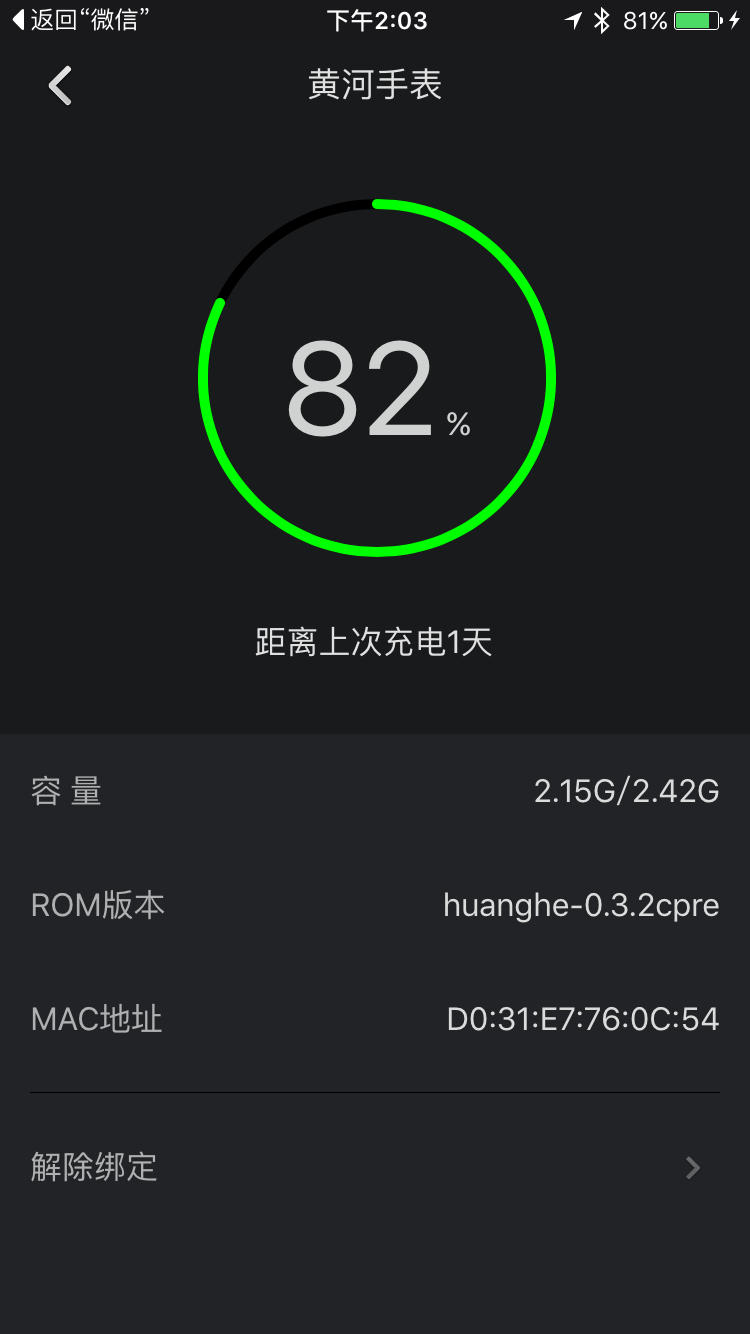 返回“微信” 下午2:03 81%
黄河手表
82%
距离上次充电1天
容 量 2.15G/2.42G
ROM版本 huanghe-0.3.2cpre
MAC地址 D0:31:E7:76:0C:54
解除绑定